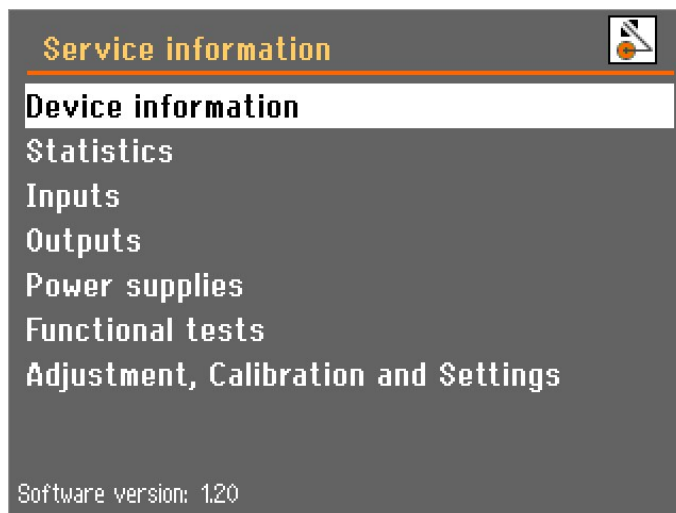 Service information
Device information
Statistics
Inputs
Outputs
Power supplies
Functional tests
Adjustment, Calibration and Settings
Software version: 1.20